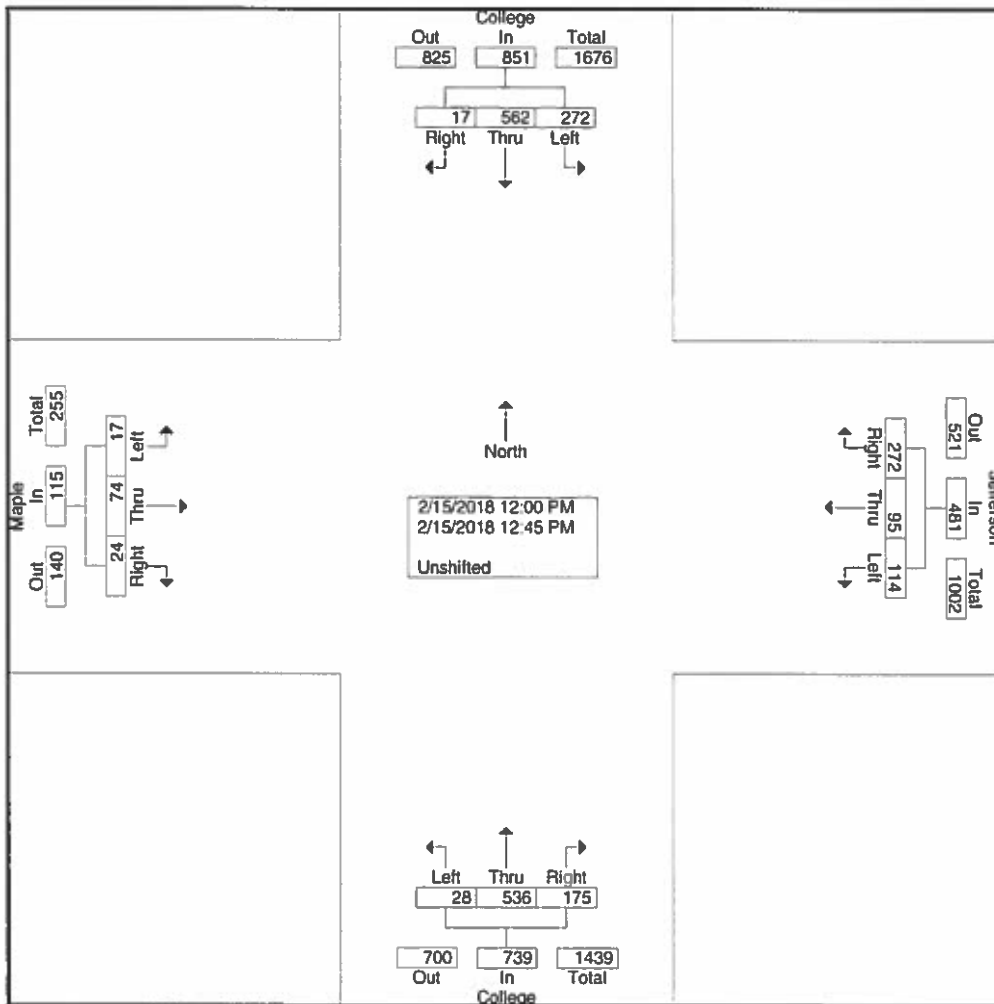 College
Out In Total
825 851 1676
17 562 272
Right Thru Left
Total 255
In 115
Out 140
Maple
17 Left
74 Thru
24 Right
North
2/15/2018 12:00 PM
2/15/2018 12:45 PM
Unshifted
Right 272
Thru 95
Left 114
Out 521
In 481
Total 1002
Left Thru Right
28 536 175
700 739 1439
Out In Total
College